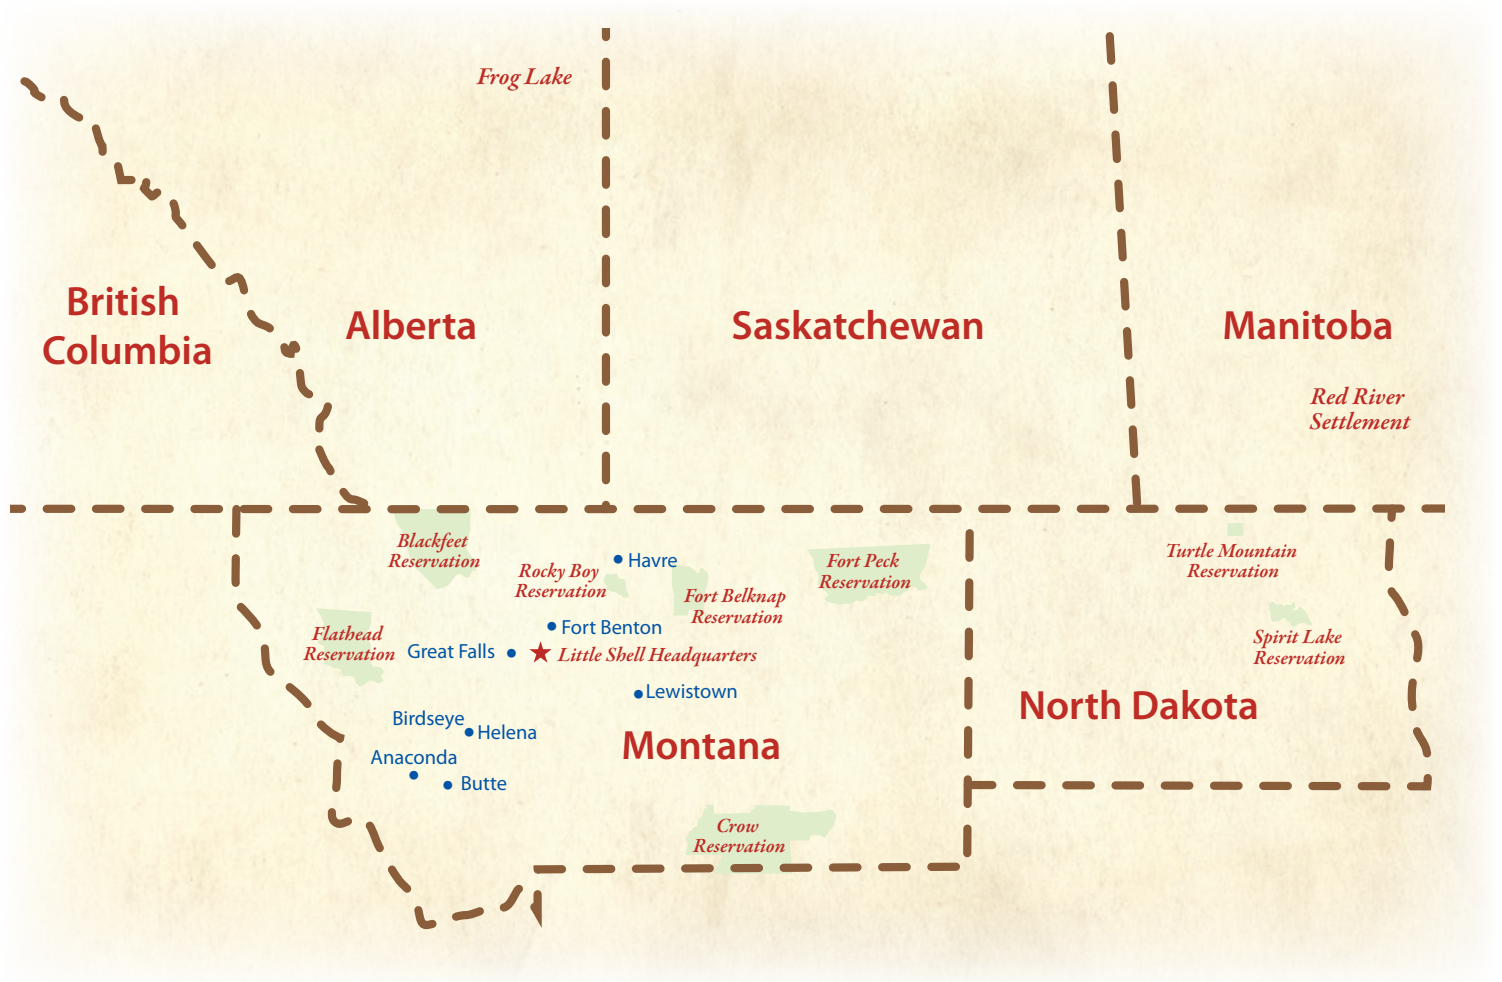 Frog Lake
British
Columbia
Alberta
Saskatchewan
Manitoba
Red River
Settlement
Blackfeet
Reservation
Rocky Boy
Reservation
Havre
Fort Belknap
Reservation
Fort Peck
Reservation
Turtle Mountain
Reservation
Flathead
Reservation
Fort Benton
Great Falls
Little Shell Headquarters
Spirit Lake
Reservation
Lewistown
North Dakota
Birdseye
Helena
Montana
Anaconda
Butte
Crow
Reservation